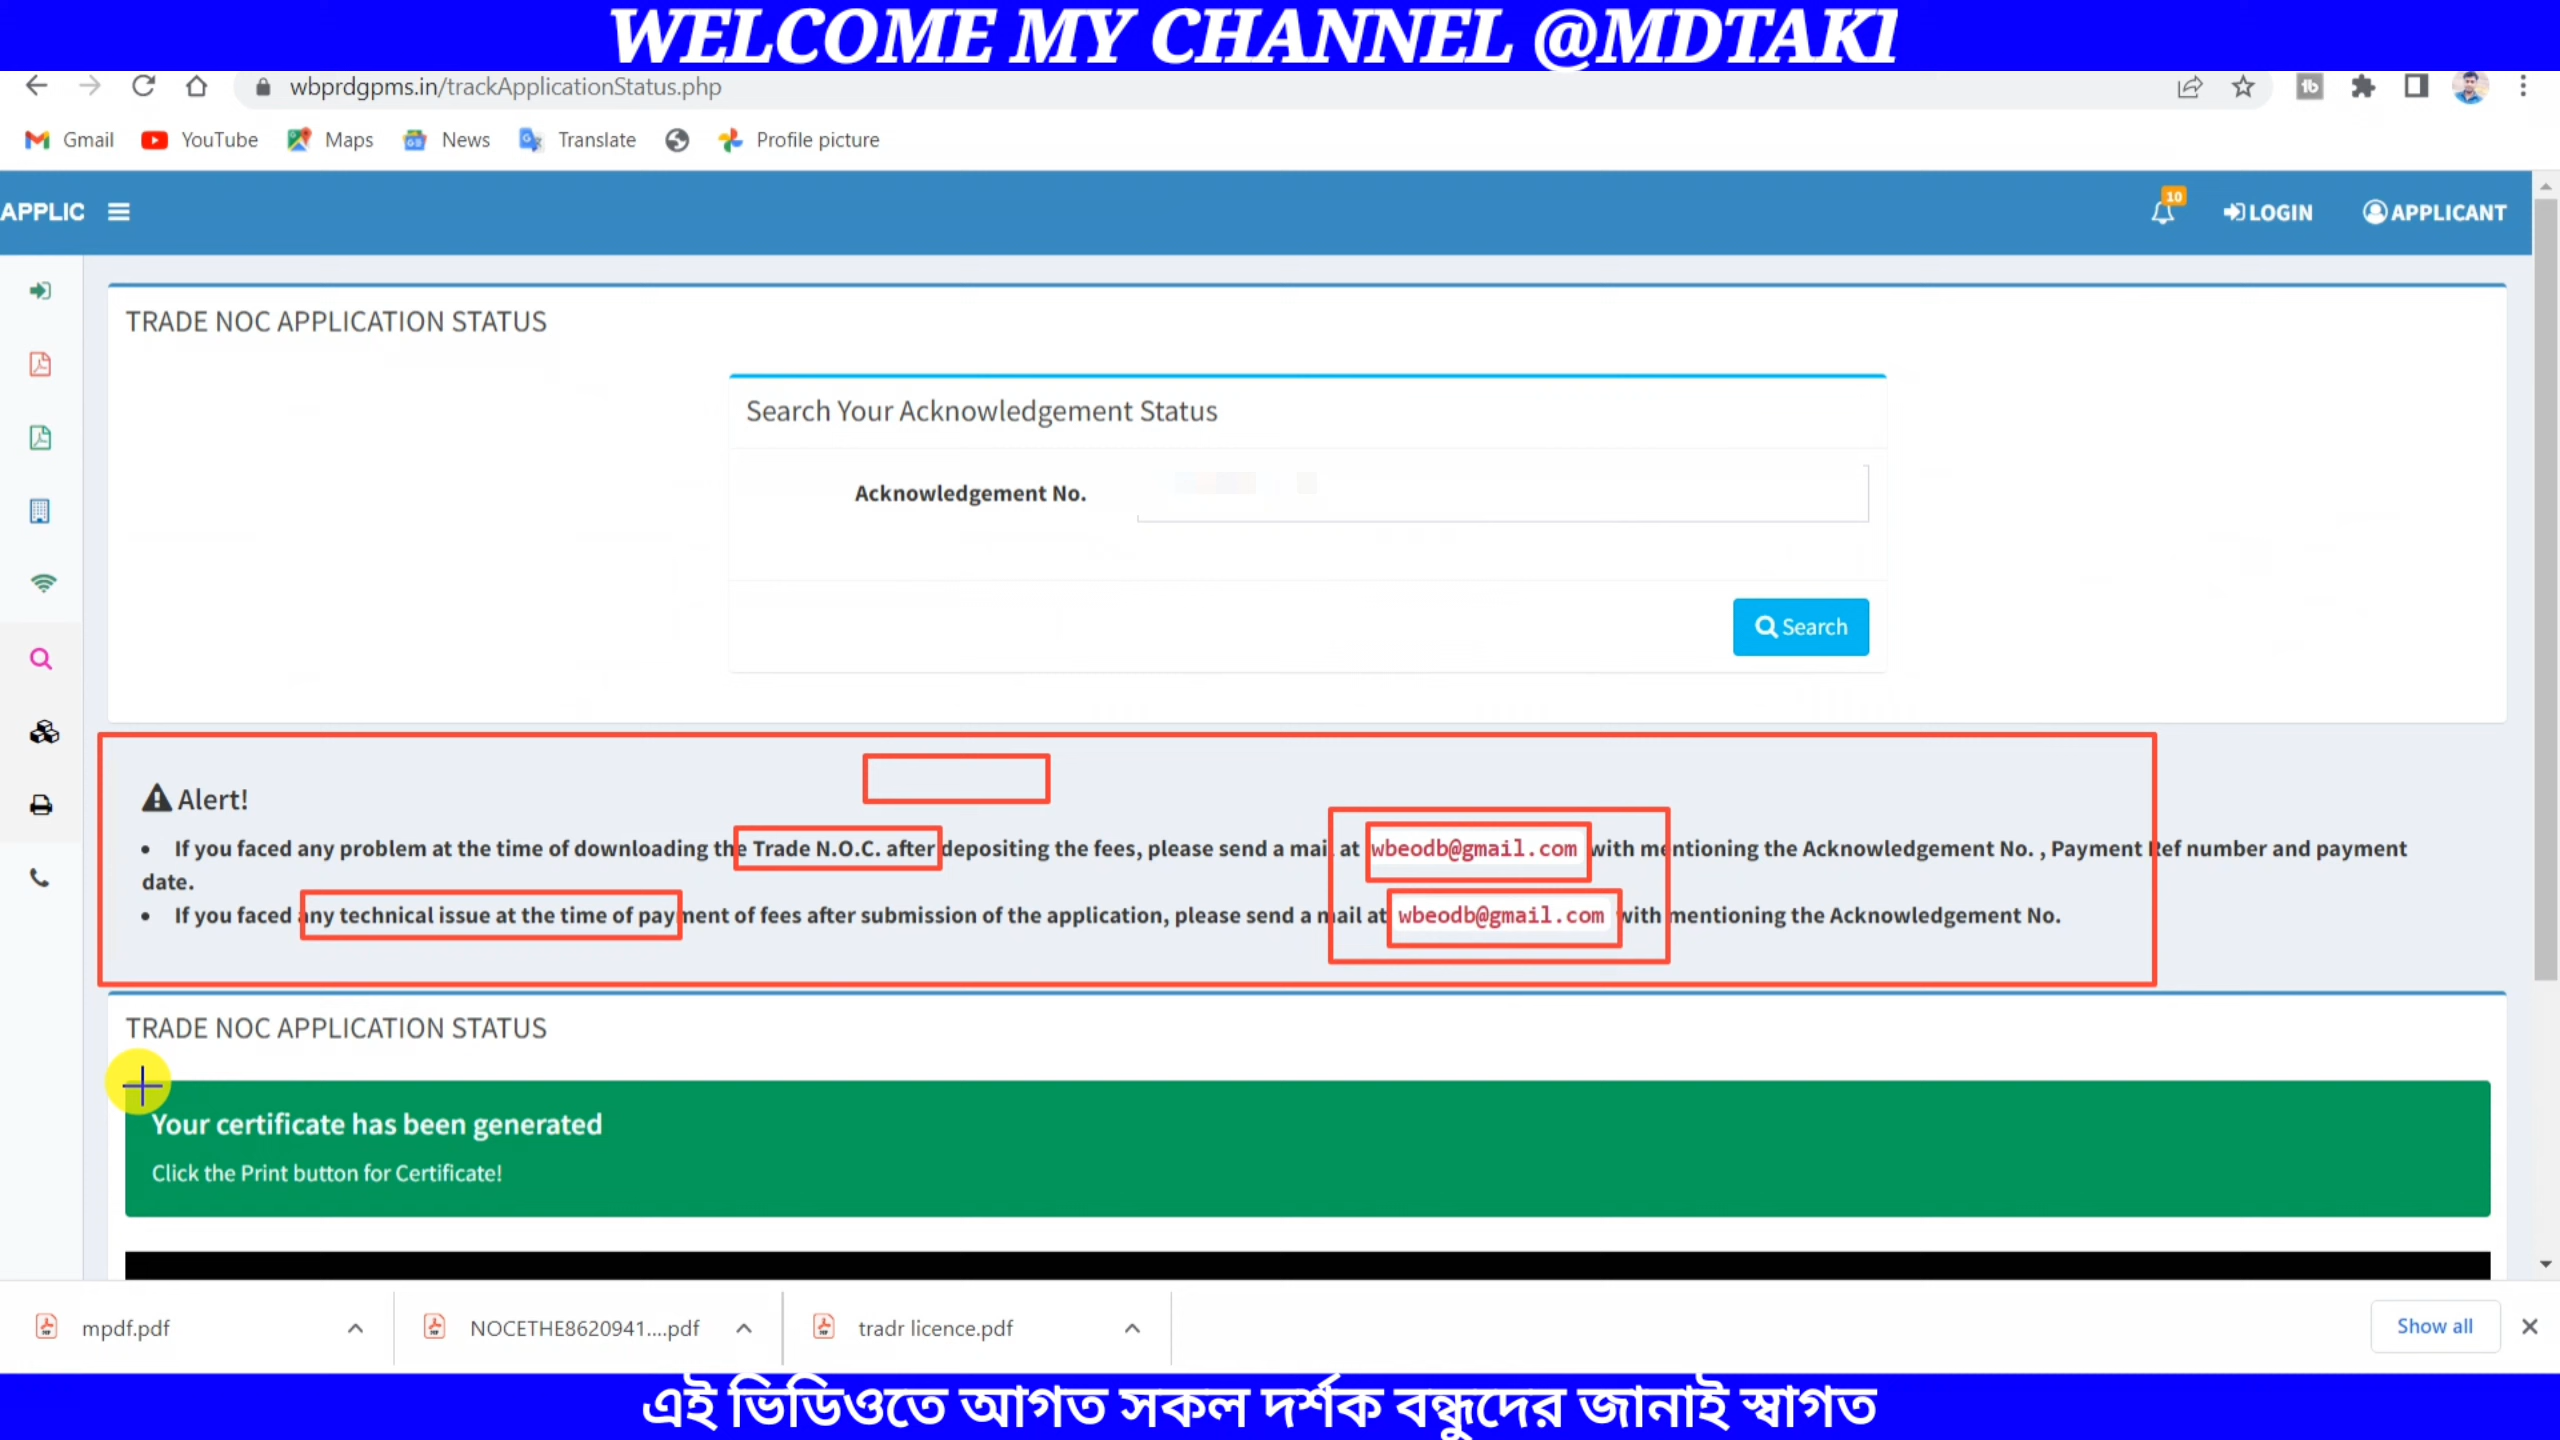 WELCOME MY CHANNEL @MDTAKI
wbprdgpms.in/trackApplicationStatus.php
Gmail YouTube Maps News Translate Profile picture
APPLIC 10 LOGIN APPLICANT
TRADE NOC APPLICATION STATUS
Search Your Acknowledgement Status
Acknowledgement No.
Search
Alert!
If you faced any problem at the time of downloading the Trade N.O.C. after depositing the fees, please send a mail at wbeodb@gmail.com with mentioning the Acknowledgement No. , Payment Ref number and payment
date.
If you faced any technical issue at the time of payment of fees after submission of the application, please send a mail at wbeodb@gmail.com with mentioning the Acknowledgement No.
TRADE NOC APPLICATION STATUS
Your certificate has been generated
Click the Print button for Certificate!
mpdf.pdf NOCETHE8620941....pdf tradr licence.pdf Show all
এই ভিডিওতে আগত সকল দর্শক বন্ধুদের জানাই স্বাগত